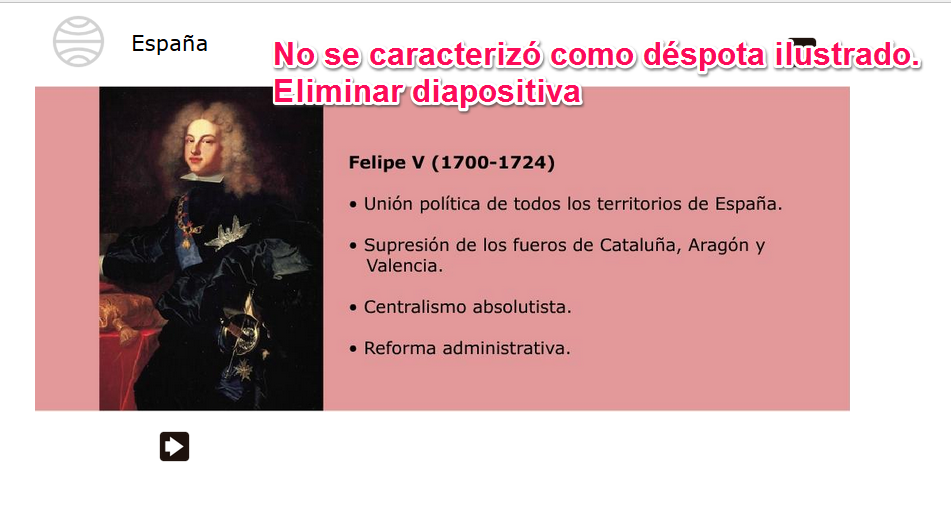 España
No se caracterizó como déspota ilustrado.
Eliminar diapositiva
Felipe V (1700-1724)
• Unión política de todos los territorios de España.
• Supresión de los fueros de Cataluña, Aragón y
Valencia.
• Centralismo absolutista.
• Reforma administrativa.